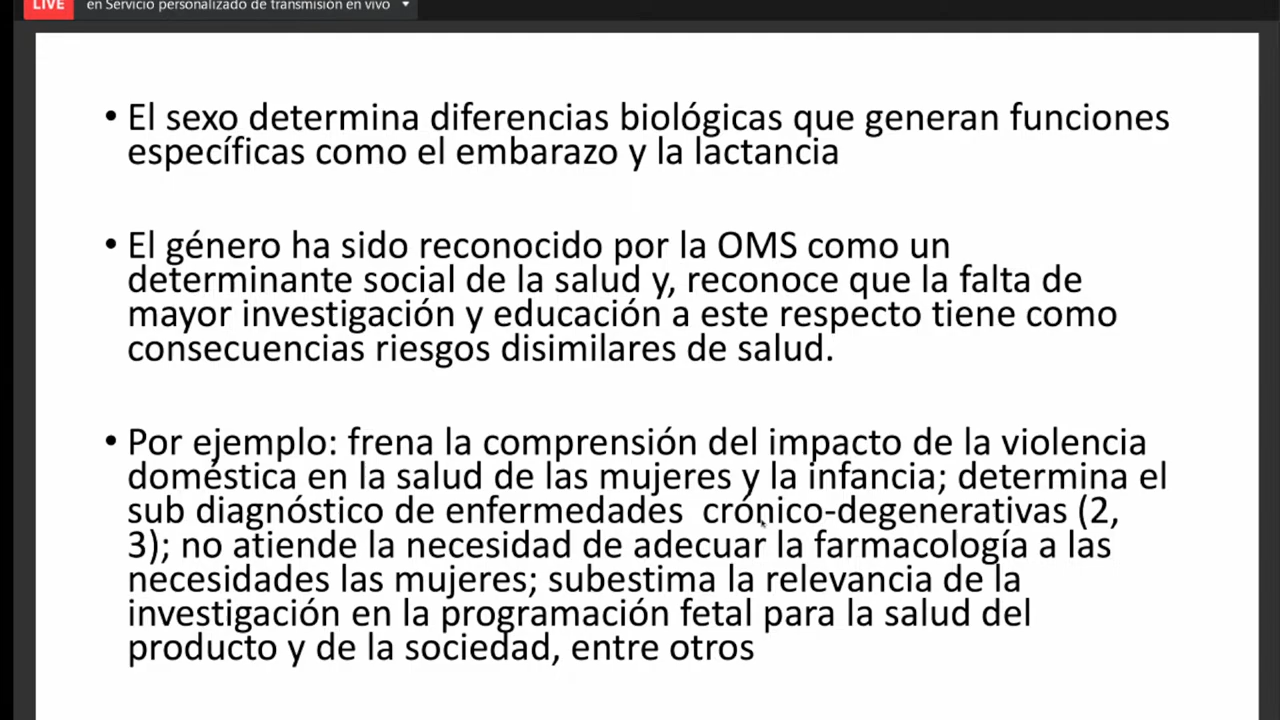 LIVE en Servicio personalizado de transmisión en vivo
• El sexo determina diferencias biológicas que generan funciones
específicas como el embarazo y la lactancia
• El género ha sido reconocido por la OMS como un
determinante social de la salud y, reconoce que la falta de
mayor investigación y educación a este respecto tiene como
consecuencias riesgos disimilares de salud.
• Por ejemplo: frena la comprensión del impacto de la violencia
doméstica en la salud de las mujeres y la infancia; determina el
sub diagnóstico de enfermedades  crónico-degenerativas (2,
3); no atiende la necesidad de adecuar la farmacología a las
necesidades las mujeres; subestima la relevancia de la
investigación en la programación fetal para la salud del
producto y de la sociedad, entre otros